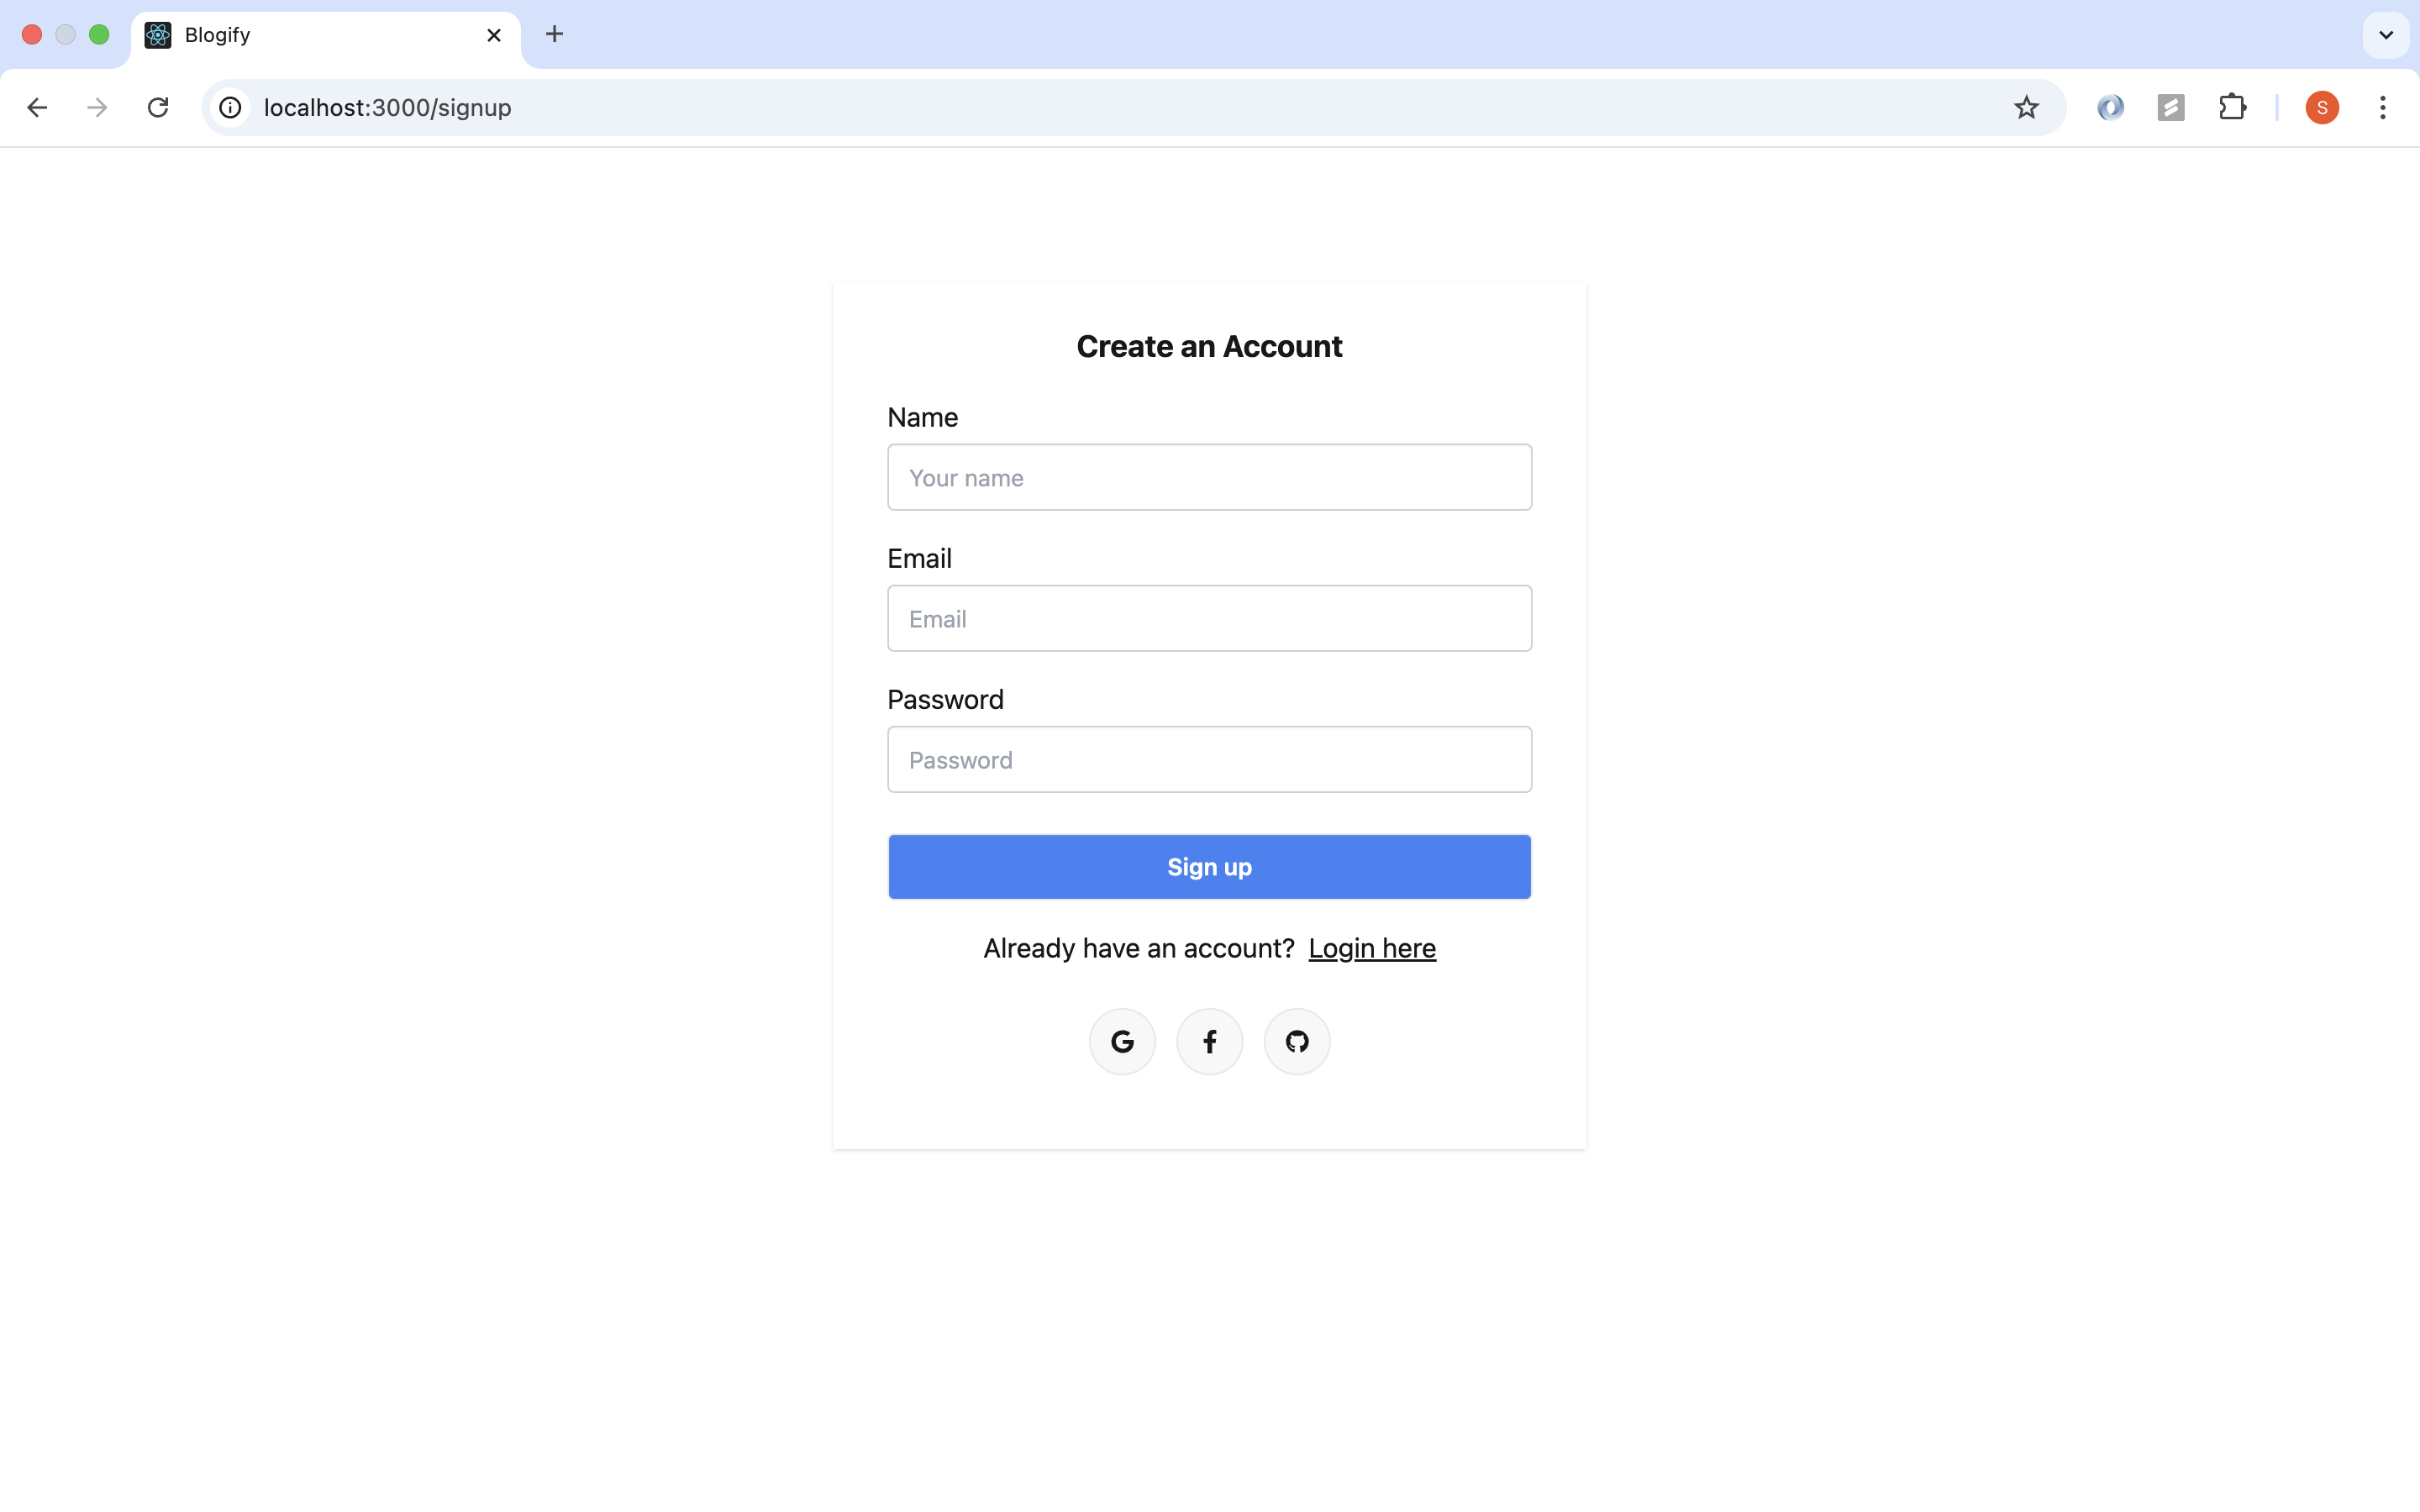 Blogify
localhost:3000/signup
S
Create an Account
Name
Your name
Email
Email
Password
Password
Sign up
Already have an account? Login here